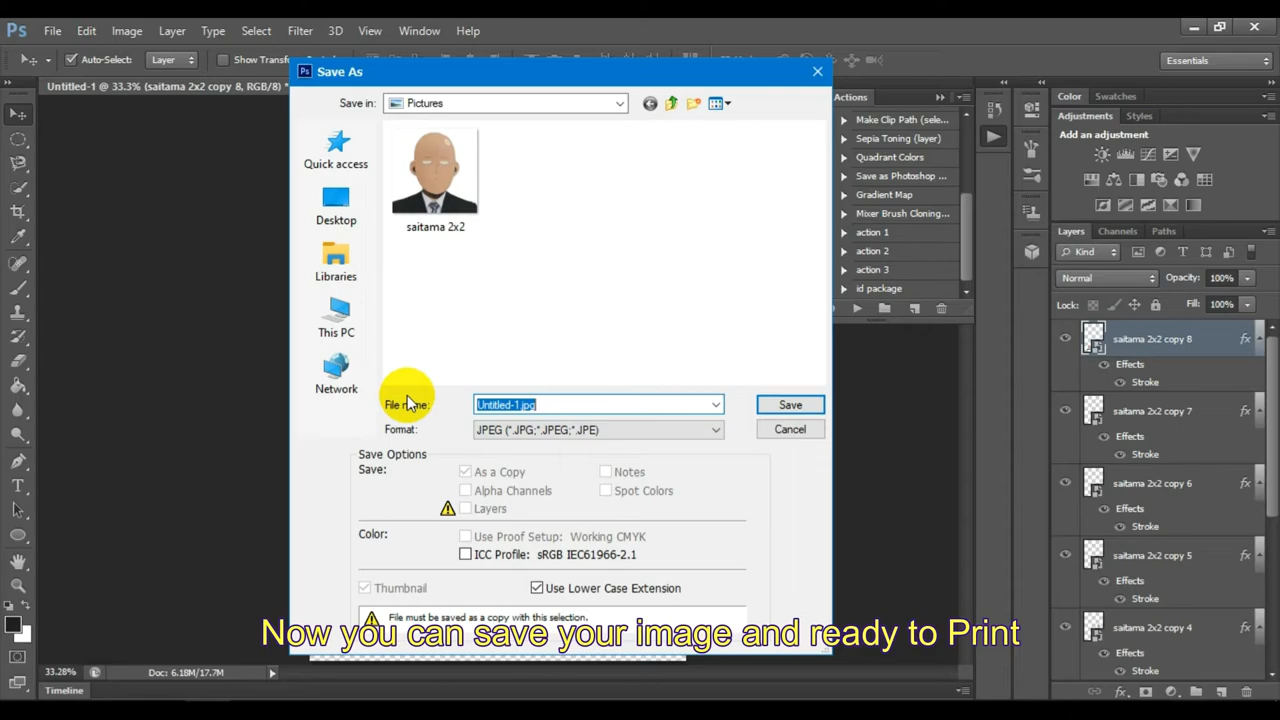 Ps File Edit Image Layer Type Select Filter 3D View Window Help
Auto-Select: Layer Show Transf Essentials
Untitled-1 @ 33.3% (saitama 2x2 copy 8, RGB/8) *
Save As
Save in: Pictures
Quick access
Desktop
Libraries
This PC
Network
saitama 2x2
File name: Untitled-1.jpg Save
Format: JPEG (*.JPG;*.JPEG;*.JPE) Cancel
Save Options
Save: As a Copy Notes
Alpha Channels Spot Colors
Layers
Color: Use Proof Setup: Working CMYK
ICC Profile: sRGB IEC61966-2.1
Thumbnail Use Lower Case Extension
File must be saved as a copy with this selection.
Actions
Make Clip Path (selec...
Sepia Toning (layer)
Quadrant Colors
Save as Photoshop ...
Gradient Map
Mixer Brush Cloning...
action 1
action 2
action 3
id package
Color Swatches
Adjustments Styles
Add an adjustment
Layers Channels Paths
Kind
Normal Opacity: 100%
Lock: Fill: 100%
saitama 2x2 copy 8 fx
Effects
Stroke
saitama 2x2 copy 7 fx
Effects
Stroke
saitama 2x2 copy 6 fx
Effects
Stroke
saitama 2x2 copy 5 fx
Effects
Stroke
saitama 2x2 copy 4 fx
Effects
Stroke
Now you can save your image and ready to Print
33.28% Doc: 6.18M/17.7M
Timeline